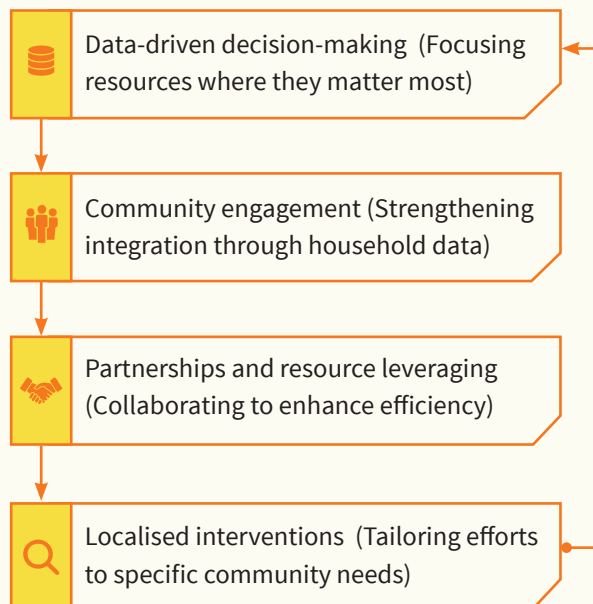 Data-driven decision-making  (Focusing
resources where they matter most)
Community engagement (Strengthening
integration through household data)
Partnerships and resource leveraging
(Collaborating to enhance efficiency)
Localised interventions  (Tailoring efforts
to specific community needs)